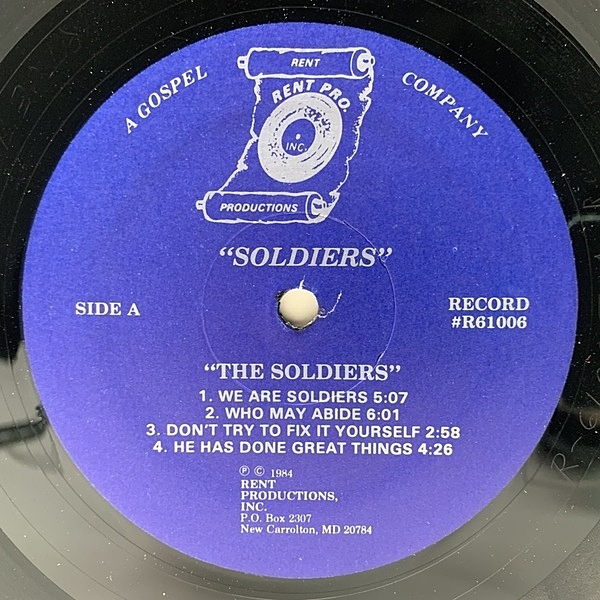 A GOSPEL COMPANY
RENT
RENT PRO.
INC.
PRODUCTIONS
“SOLDIERS”
SIDE A
RECORD
#R61006
“THE SOLDIERS”
1. WE ARE SOLDIERS 5:07
2. WHO MAY ABIDE 6:01
3. DON'T TRY TO FIX IT YOURSELF 2:58
4. HE HAS DONE GREAT THINGS 4:26
℗ © 1984
RENT
PRODUCTIONS,
INC.
P.O. Box 2307
New Carrolton, MD 20784